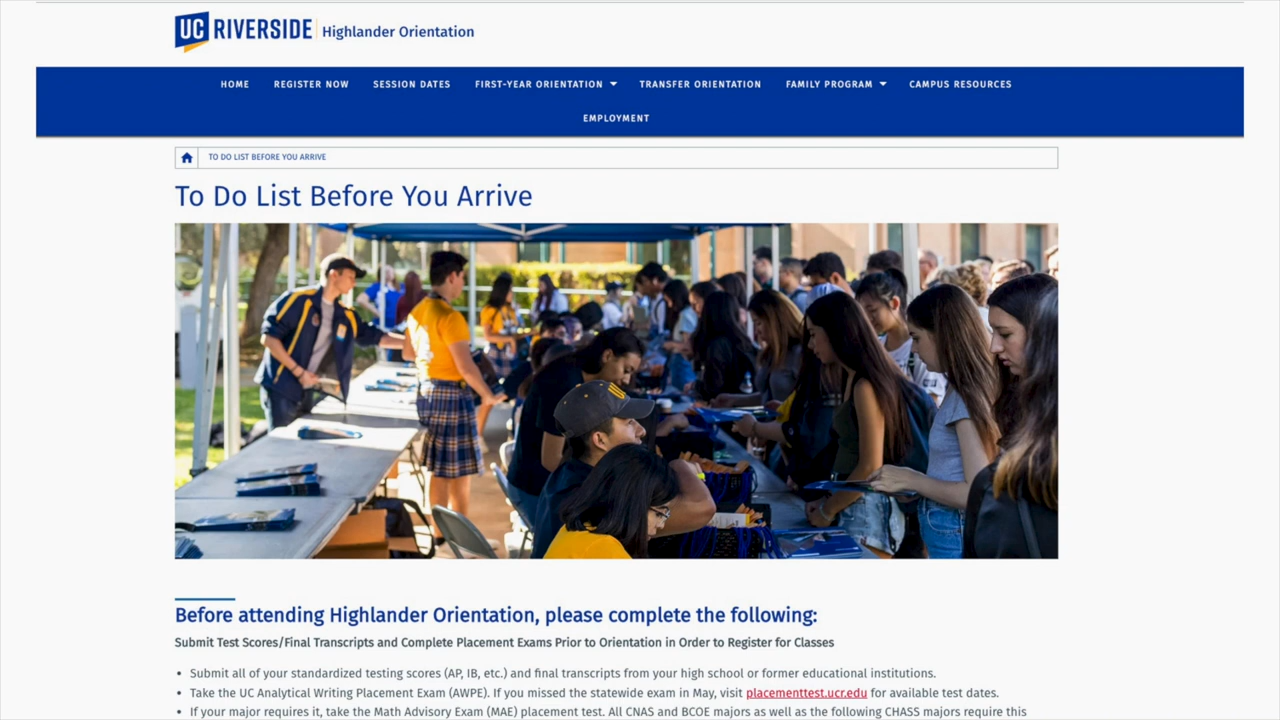 UC RIVERSIDE Highlander Orientation
HOME REGISTER NOW SESSION DATES FIRST-YEAR ORIENTATION TRANSFER ORIENTATION FAMILY PROGRAM CAMPUS RESOURCES
EMPLOYMENT
TO DO LIST BEFORE YOU ARRIVE
To Do List Before You Arrive
Before attending Highlander Orientation, please complete the following:
Submit Test Scores/Final Transcripts and Complete Placement Exams Prior to Orientation in Order to Register for Classes
• Submit all of your standardized testing scores (AP, IB, etc.) and final transcripts from your high school or former educational institutions.
• Take the UC Analytical Writing Placement Exam (AWPE). If you missed the statewide exam in May, visit placementtest.ucr.edu for available test dates.
• If your major requires it, take the Math Advisory Exam (MAE) placement test. All CNAS and BCOE majors as well as the following CHASS majors require this